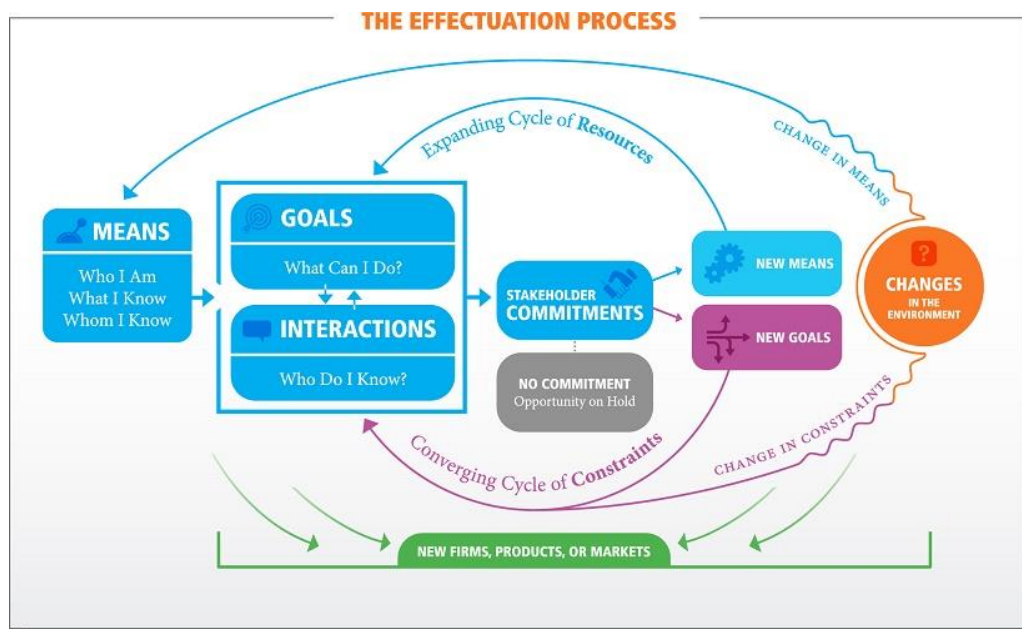 THE EFFECTUATION PROCESS
CHANGE IN MEANS
Expanding Cycle of Resources
MEANS
Who I Am
What I Know
Whom I Know
GOALS
What Can I Do?
INTERACTIONS
Who Do I Know?
STAKEHOLDER
COMMITMENTS
NO COMMITMENT
Opportunity on Hold
NEW MEANS
NEW GOALS
?
CHANGES
IN THE
ENVIRONMENT
Converging Cycle of Constraints
CHANGE IN CONSTRAINTS
NEW FIRMS, PRODUCTS, OR MARKETS